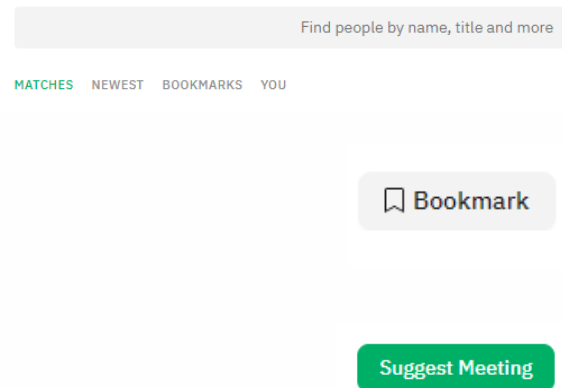 Find people by name, title and more
MATCHES NEWEST BOOKMARKS YOU
Bookmark
Suggest Meeting